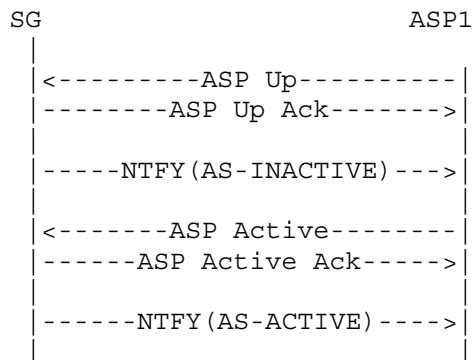 SG ASP1
|
|<---------ASP Up----------|
|--------ASP Up Ack------->|
| |
|-----NTFY(AS-INACTIVE)--->|
| |
|<-------ASP Active--------|
|------ASP Active Ack----->|
| |
|------NTFY(AS-ACTIVE)---->|
| |